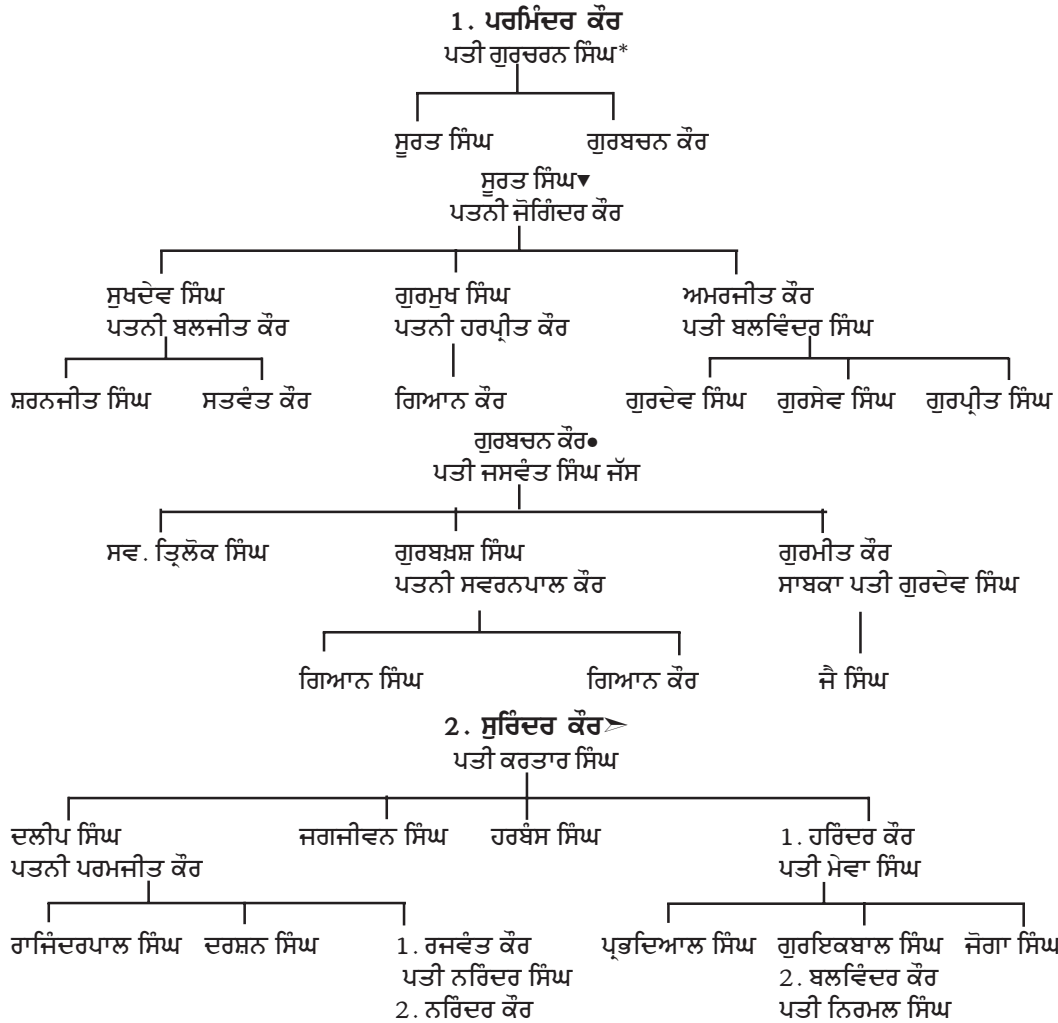 1. ਪਰਮਿੰਦਰ ਕੌਰ
ਪਤੀ ਗੁਰਚਰਨ ਸਿੰਘ*
ਸੂਰਤ ਸਿੰਘ ਗੁਰਬਚਨ ਕੌਰ
ਸੂਰਤ ਸਿੰਘ▼
ਪਤਨੀ ਜੋਗਿੰਦਰ ਕੌਰ
ਸੁਖਦੇਵ ਸਿੰਘ ਗੁਰਮੁਖ ਸਿੰਘ ਅਮਰਜੀਤ ਕੌਰ
ਪਤਨੀ ਬਲਜੀਤ ਕੌਰ ਪਤਨੀ ਹਰਪ੍ਰੀਤ ਕੌਰ ਪਤੀ ਬਲਵਿੰਦਰ ਸਿੰਘ
ਸ਼ਰਨਜੀਤ ਸਿੰਘ ਸਤਵੰਤ ਕੌਰ ਗਿਆਨ ਕੌਰ ਗੁਰਦੇਵ ਸਿੰਘ ਗੁਰਸੇਵ ਸਿੰਘ ਗੁਰਪ੍ਰੀਤ ਸਿੰਘ
ਗੁਰਬਚਨ ਕੌਰ●
ਪਤੀ ਜਸਵੰਤ ਸਿੰਘ ਜੱਸ
ਸਵ. ਤ੍ਰਿਲੋਕ ਸਿੰਘ ਗੁਰਬਖ਼ਸ਼ ਸਿੰਘ ਗੁਰਮੀਤ ਕੌਰ
ਪਤਨੀ ਸਵਰਨਪਾਲ ਕੌਰ ਸਾਬਕਾ ਪਤੀ ਗੁਰਦੇਵ ਸਿੰਘ
ਗਿਆਨ ਸਿੰਘ ਗਿਆਨ ਕੌਰ ਜੈ ਸਿੰਘ
2. ਸੁਰਿੰਦਰ ਕੌਰ➣
ਪਤੀ ਕਰਤਾਰ ਸਿੰਘ
ਦਲੀਪ ਸਿੰਘ ਜਗਜੀਵਨ ਸਿੰਘ ਹਰਬੰਸ ਸਿੰਘ 1. ਹਰਿੰਦਰ ਕੌਰ
ਪਤਨੀ ਪਰਮਜੀਤ ਕੌਰ ਪਤੀ ਮੇਵਾ ਸਿੰਘ
ਰਾਜਿੰਦਰਪਾਲ ਸਿੰਘ ਦਰਸ਼ਨ ਸਿੰਘ 1. ਰਜਵੰਤ ਕੌਰ ਪ੍ਰਭਦਿਆਲ ਸਿੰਘ ਗੁਰਇਕਬਾਲ ਸਿੰਘ ਜੋਗਾ ਸਿੰਘ
ਪਤੀ ਨਰਿੰਦਰ ਸਿੰਘ 2. ਬਲਵਿੰਦਰ ਕੌਰ
2. ਨਰਿੰਦਰ ਕੌਰ ਪਤੀ ਨਿਰਮਲ ਸਿੰਘ